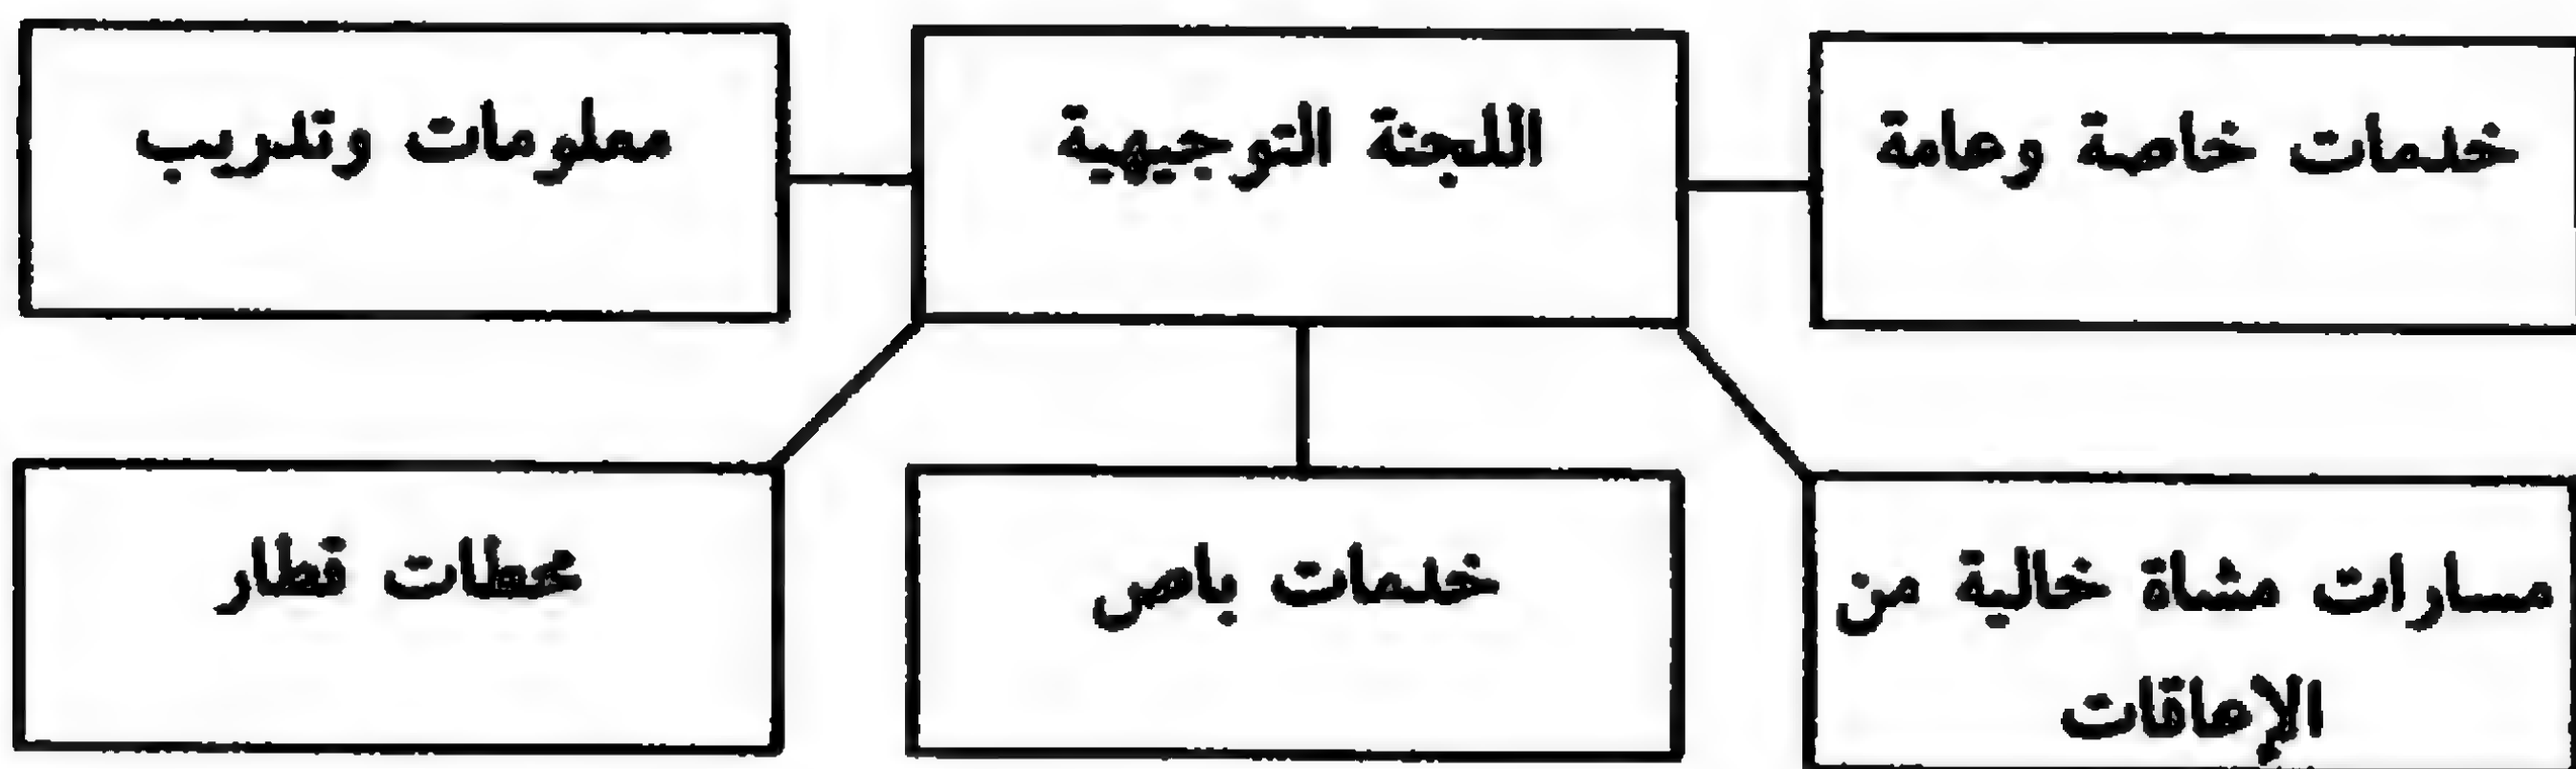 خدمات خاصة وعامة
اللجنة التوجيهية
معلومات وتدريب
مسارات مشاة خالية من
الإعاقات
خدمات باص
محطات قطار